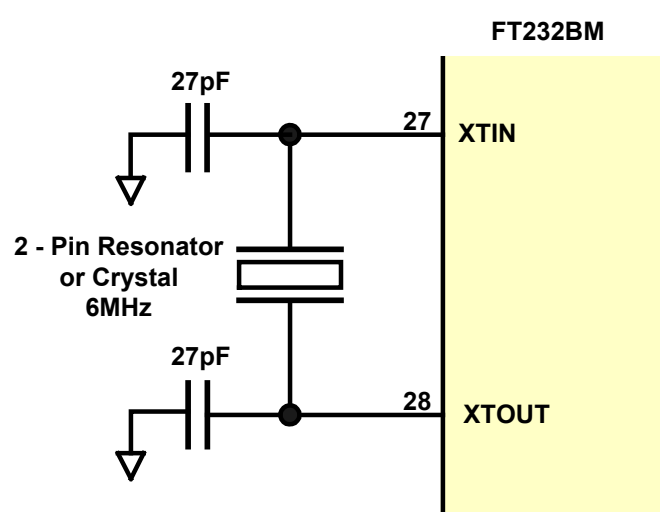 FT232BM
27pF
27
XTIN
2 - Pin Resonator
or Crystal
6MHz
27pF
28
XTOUT